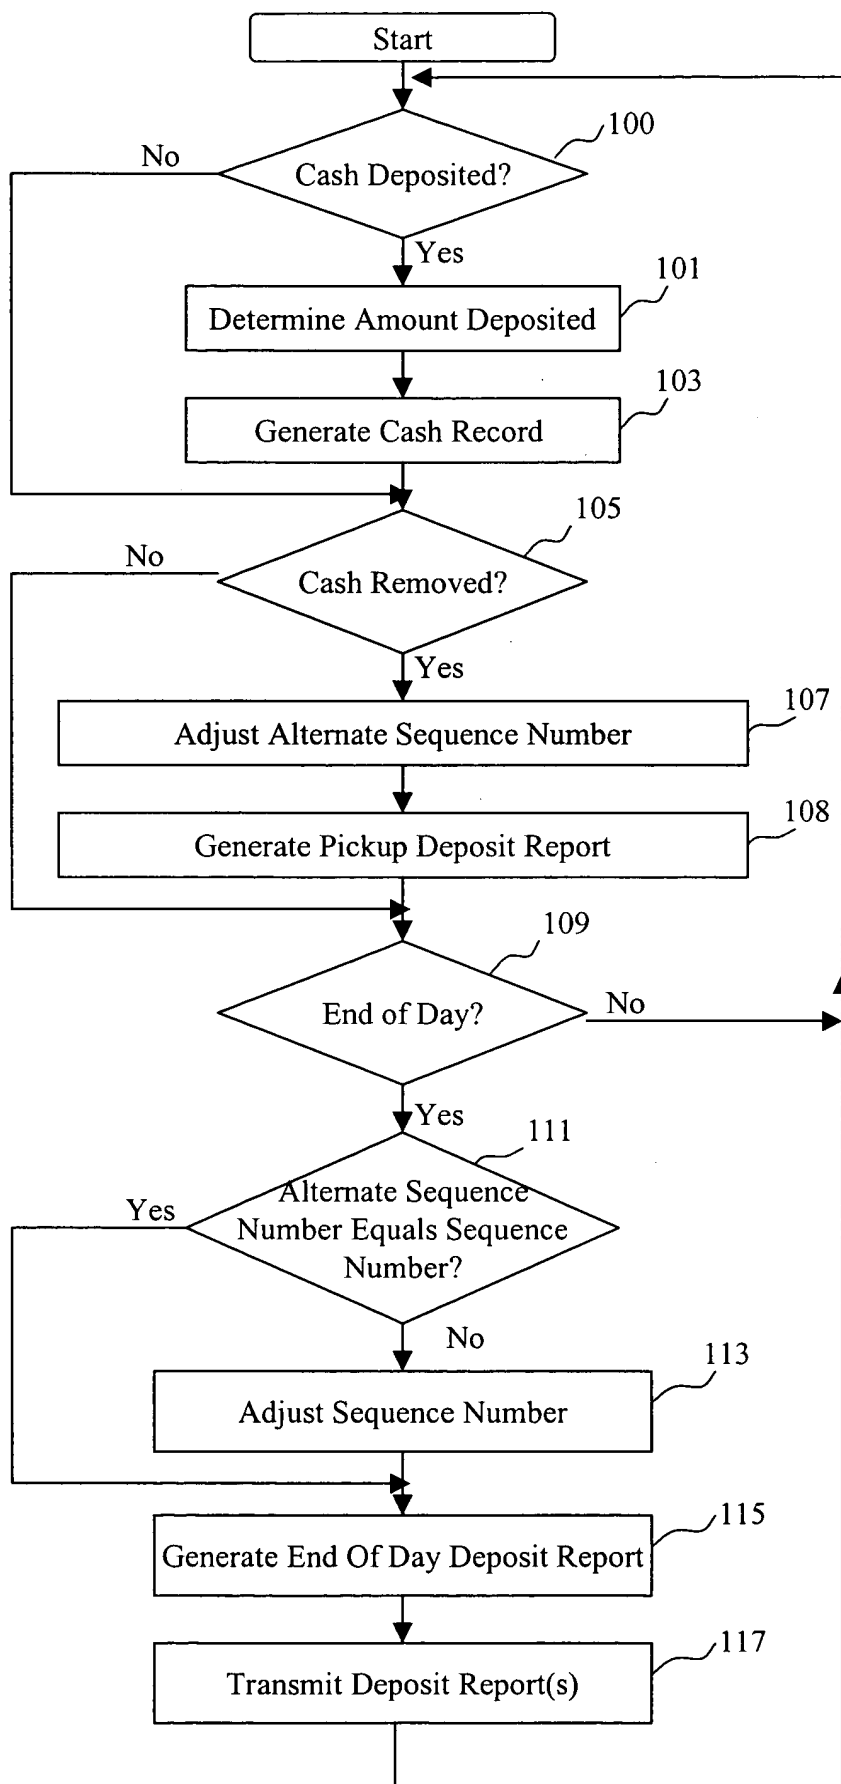 Start
100
No
Cash Deposited?
Yes
101
Determine Amount Deposited
103
Generate Cash Record
105
No
Cash Removed?
Yes
107
Adjust Alternate Sequence Number
108
Generate Pickup Deposit Report
109
End of Day?
No
Yes
111
Yes
Alternate Sequence
Number Equals Sequence
Number?
No
113
Adjust Sequence Number
115
Generate End Of Day Deposit Report
117
Transmit Deposit Report(s)